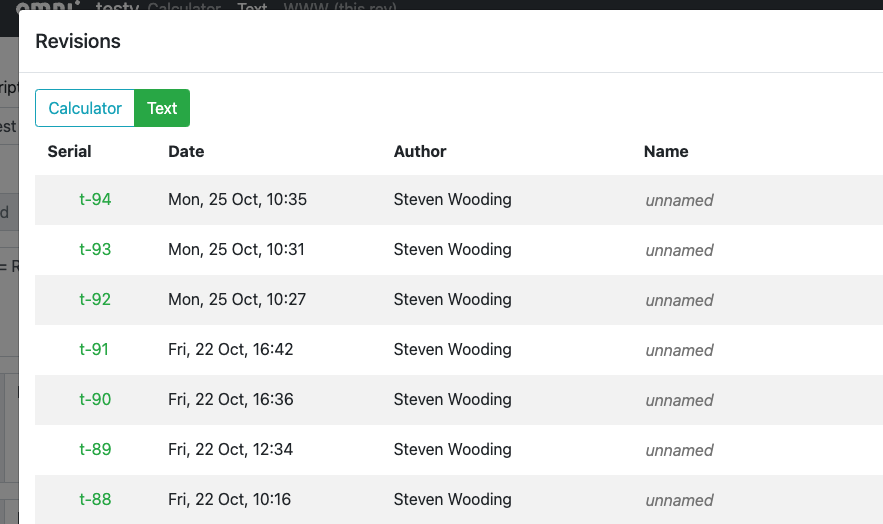 omni testy Calculator Text WWW (this rev)
Revisions
Calculator Text
Serial Date Author Name
t-94 Mon, 25 Oct, 10:35 Steven Wooding unnamed
t-93 Mon, 25 Oct, 10:31 Steven Wooding unnamed
t-92 Mon, 25 Oct, 10:27 Steven Wooding unnamed
t-91 Fri, 22 Oct, 16:42 Steven Wooding unnamed
t-90 Fri, 22 Oct, 16:36 Steven Wooding unnamed
t-89 Fri, 22 Oct, 12:34 Steven Wooding unnamed
t-88 Fri, 22 Oct, 10:16 Steven Wooding unnamed